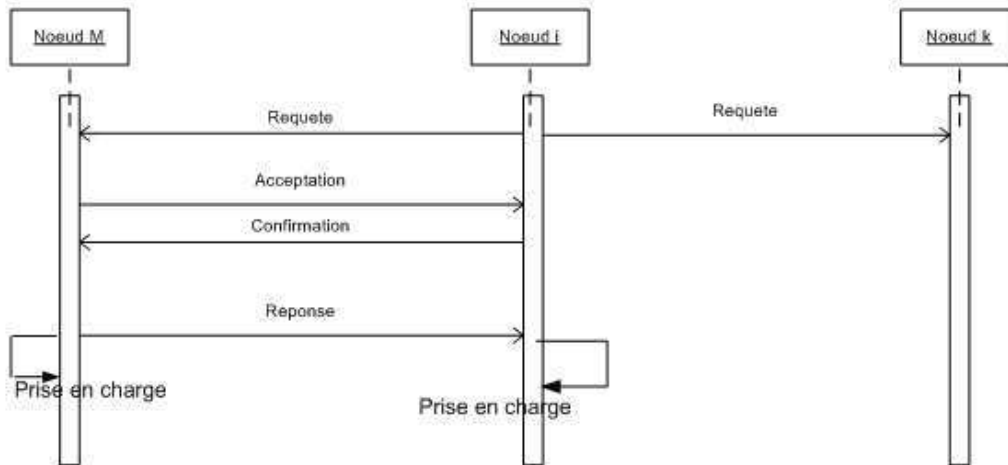 Noeud M
Noeud i
Noeud k
Requete
Requete
Acceptation
Confirmation
Reponse
Prise en charge
Prise en charge